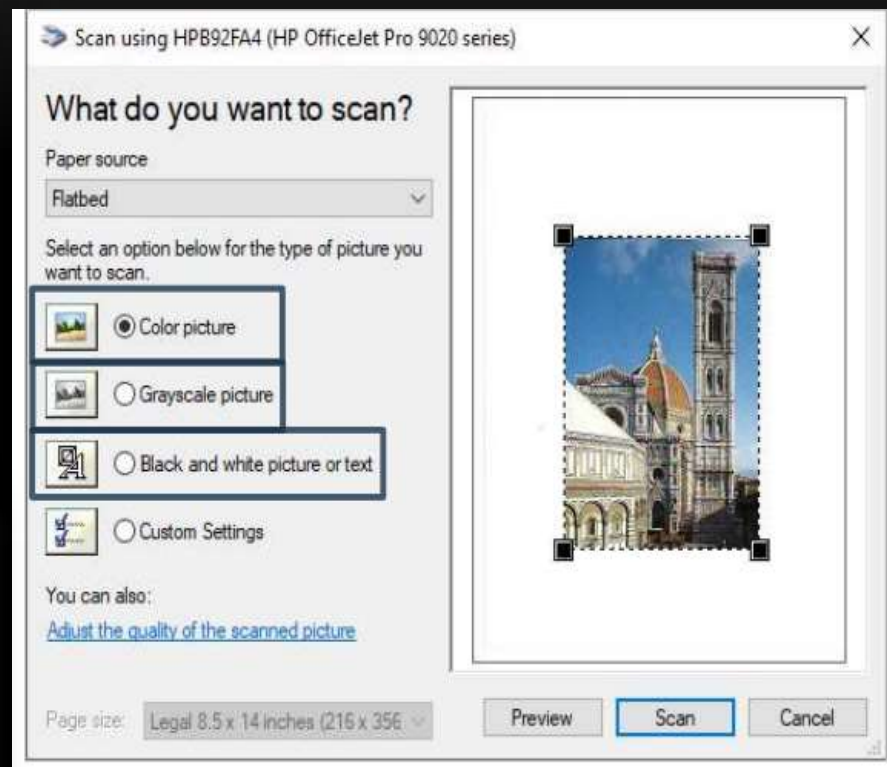 Scan using HPB92FA4 (HP OfficeJet Pro 9020 series)
What do you want to scan?
Paper source
Flatbed
Select an option below for the type of picture you
want to scan.
Color picture
Grayscale picture
Black and white picture or text
Custom Settings
You can also:
Adjust the quality of the scanned picture
Page size: Legal 8.5 x 14 inches (216 x 356
Preview Scan Cancel